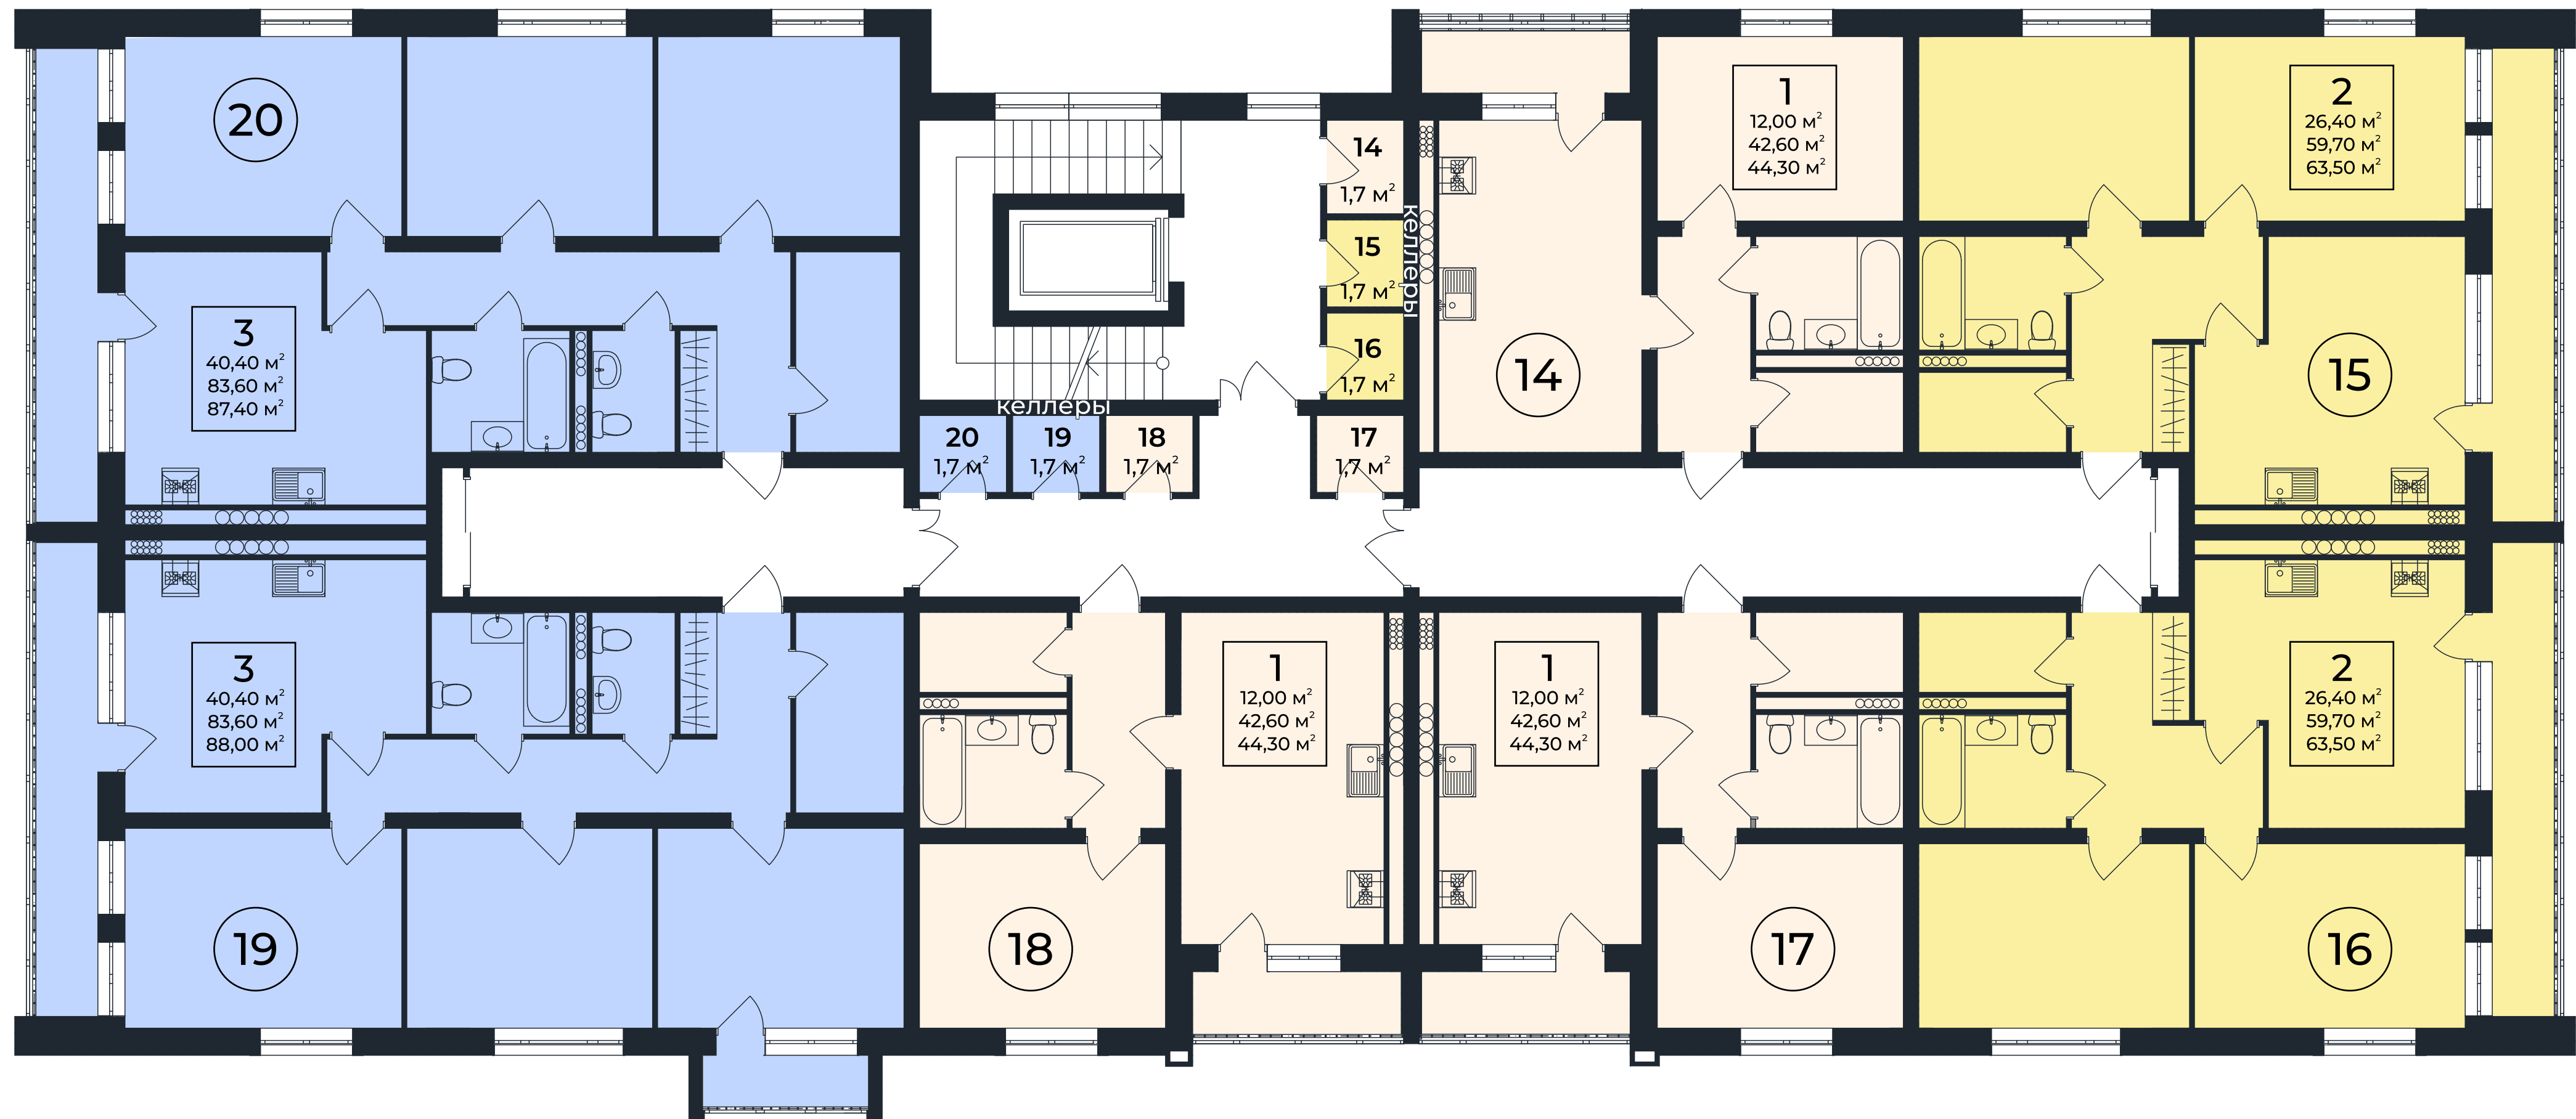 20
1
12,00 м²
42,60 м²
44,30 м²
2
26,40 м²
59,70 м²
63,50 м²
14
1,7 м²
15
1,7 м²
16
1,7 м²
келлеры
3
40,40 м²
83,60 м²
87,40 м²
14
15
келлеры
20
1,7 м²
19
1,7 м²
18
1,7 м²
17
1,7 м²
3
40,40 м²
83,60 м²
88,00 м²
1
12,00 м²
42,60 м²
44,30 м²
1
12,00 м²
42,60 м²
44,30 м²
2
26,40 м²
59,70 м²
63,50 м²
19
18
17
16